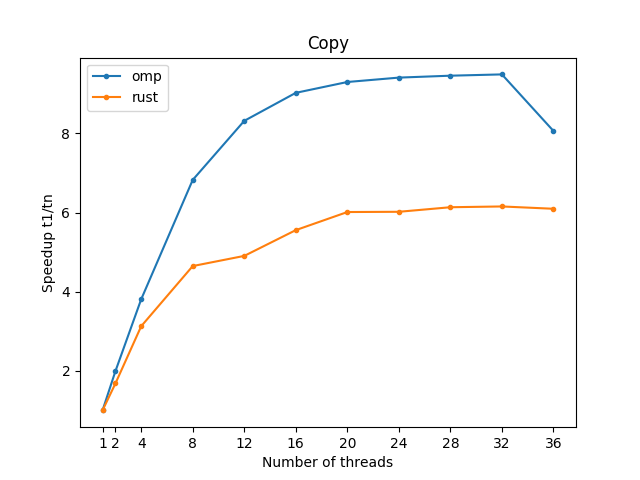 Copy
omp
rust
8
6
4
2
Speedup t1/tn
1 2 4 8 12 16 20 24 28 32 36
Number of threads